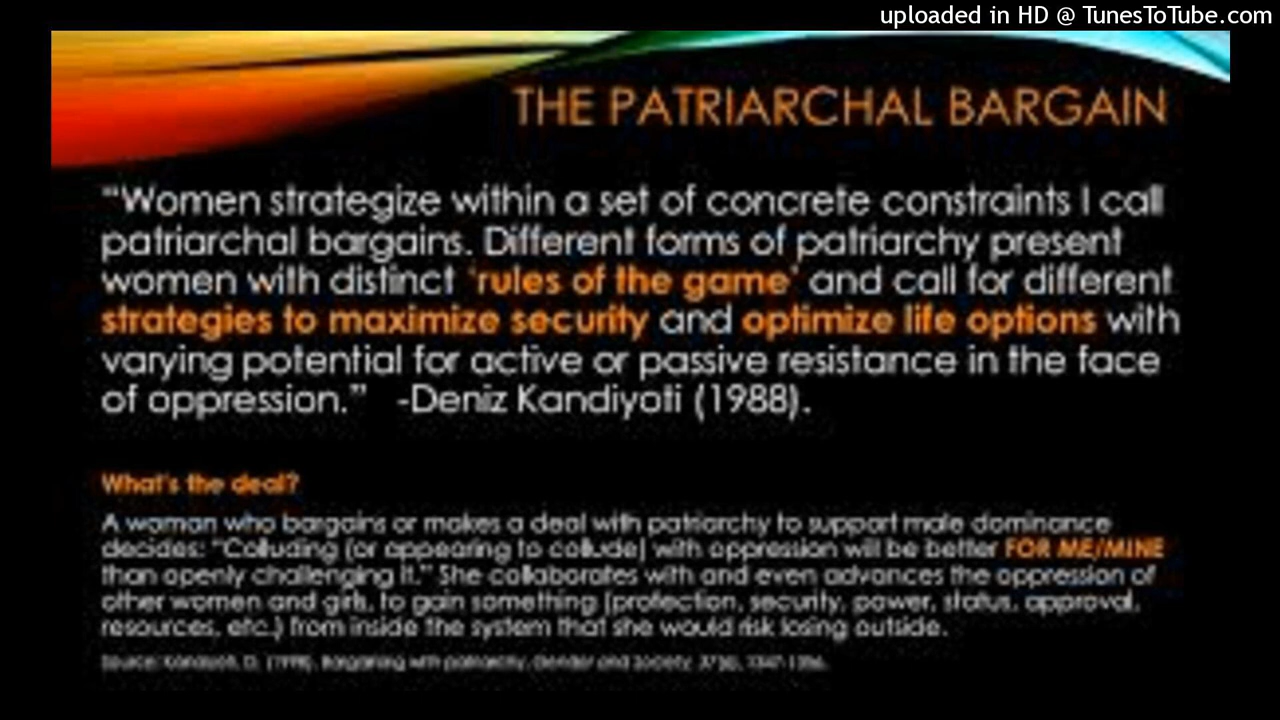 uploaded in HD @ TunesToTube.com
THE PATRIARCHAL BARGAIN
“Women strategize within a set of concrete constraints I call
patriarchal bargains. Different forms of patriarchy present
women with distinct ‘rules of the game’ and call for different
strategies to maximize security and optimize life options with
varying potential for active or passive resistance in the face
of oppression.” -Deniz Kandiyoti (1988).
What's the deal?
A woman who bargains or makes a deal with patriarchy to support male dominance
decides: “Colluding (or appearing to collude) with oppression will be better FOR ME/MINE
than openly challenging it.” She collaborates with and even advances the oppression of
other women and girls, to gain something (protection, security, power, status, approval,
resources, etc.) from inside the system that she would risk losing outside.
Bargaining with patriarchy. Gender and Society